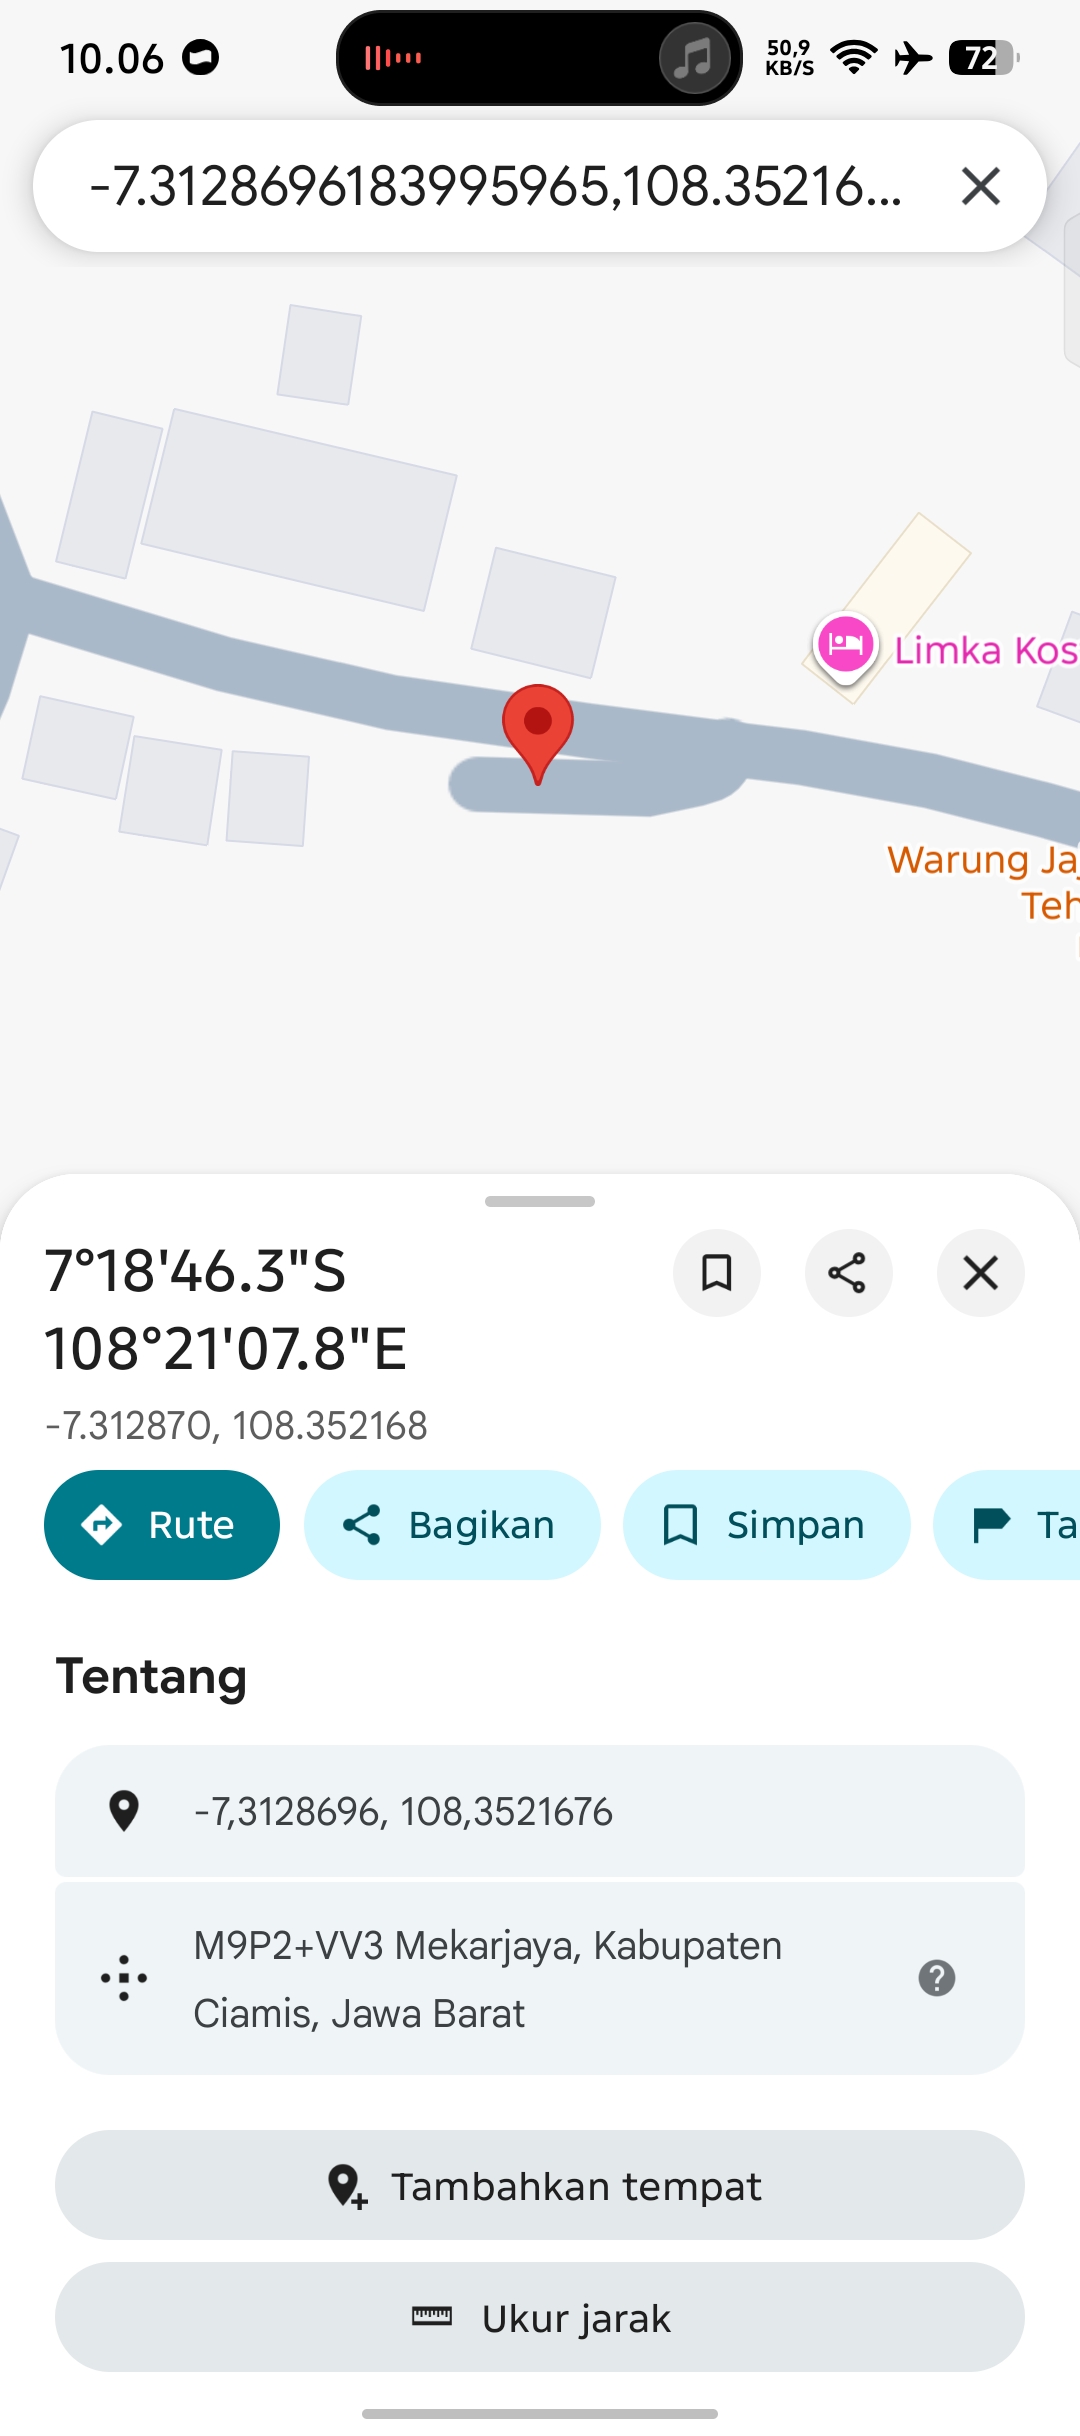 10.06
50,9
KB/S
72
-7.3128696183995965,108.35216...
Limka Kos
Warung Ja
Teh
7°18'46.3"S
108°21'07.8"E
-7.312870, 108.352168
Rute
Bagikan
Simpan
Ta
Tentang
-7,3128696, 108,3521676
M9P2+VV3 Mekarjaya, Kabupaten
Ciamis, Jawa Barat
Tambahkan tempat
Ukur jarak